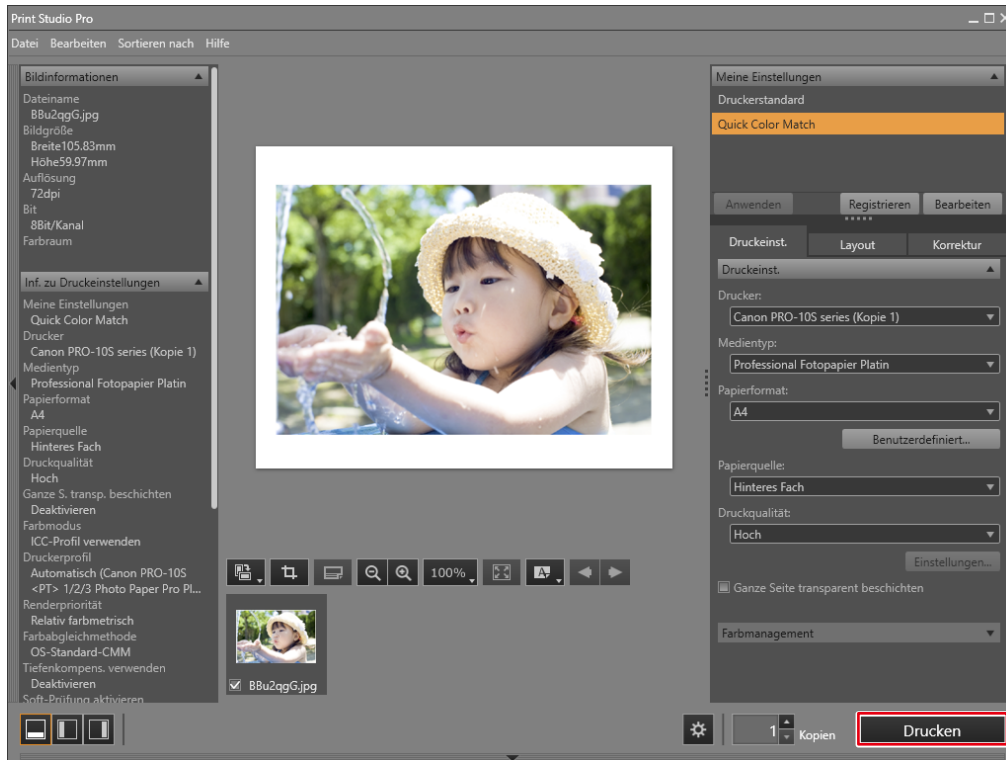 Print Studio Pro
Datei Bearbeiten Sortieren nach Hilfe
Bildinformationen
Dateiname
BBu2qgG.jpg
Bildgröße
Breite105.83mm
Höhe59.97mm
Auflösung
72dpi
Bit
8Bit/Kanal
Farbraum
Inf. zu Druckeinstellungen
Meine Einstellungen
Quick Color Match
Drucker
Canon PRO-10S series (Kopie 1)
Medientyp
Professional Fotopapier Platin
Papierformat
A4
Papierquelle
Hinteres Fach
Druckqualität
Hoch
Ganze S. transp. beschichten
Deaktivieren
Farbmodus
ICC-Profil verwenden
Druckerprofil
Automatisch (Canon PRO-10S
<PT> 1/2/3 Photo Paper Pro Pl...
Renderpriorität
Relativ farbmetrisch
Farbabgleichmethode
OS-Standard-CMM
Tiefenkompens. verwenden
Deaktivieren
Soft-Prüfung aktivieren
100%
BBu2qgG.jpg
Meine Einstellungen
Druckerstandard
Quick Color Match
Anwenden Registrieren Bearbeiten
Druckeinst. Layout Korrektur
Druckeinst.
Drucker:
Canon PRO-10S series (Kopie 1)
Medientyp:
Professional Fotopapier Platin
Papierformat:
A4
Benutzerdefiniert...
Papierquelle:
Hinteres Fach
Druckqualität:
Hoch
Einstellungen...
Ganze Seite transparent beschichten
Farbmanagement
1 Kopien Drucken